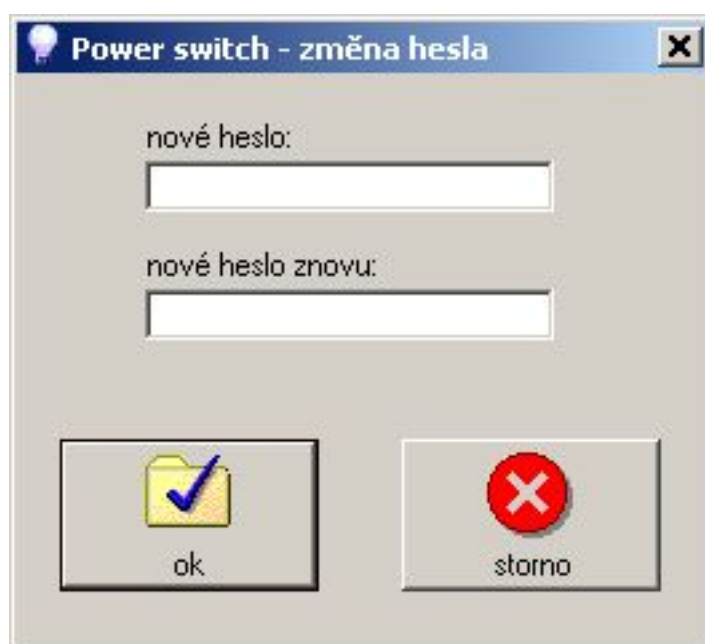 Power switch - změna hesla
nové heslo:
nové heslo znovu:
ok
storno